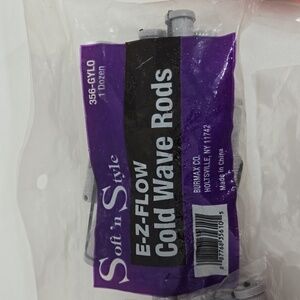 356-GYLO
1 Dozen
Soft 'n Style
E-Z-FLOW
Cold Wave Rods
BURMAX CO.
HOLTSVILLE, NY 11742
Made in China